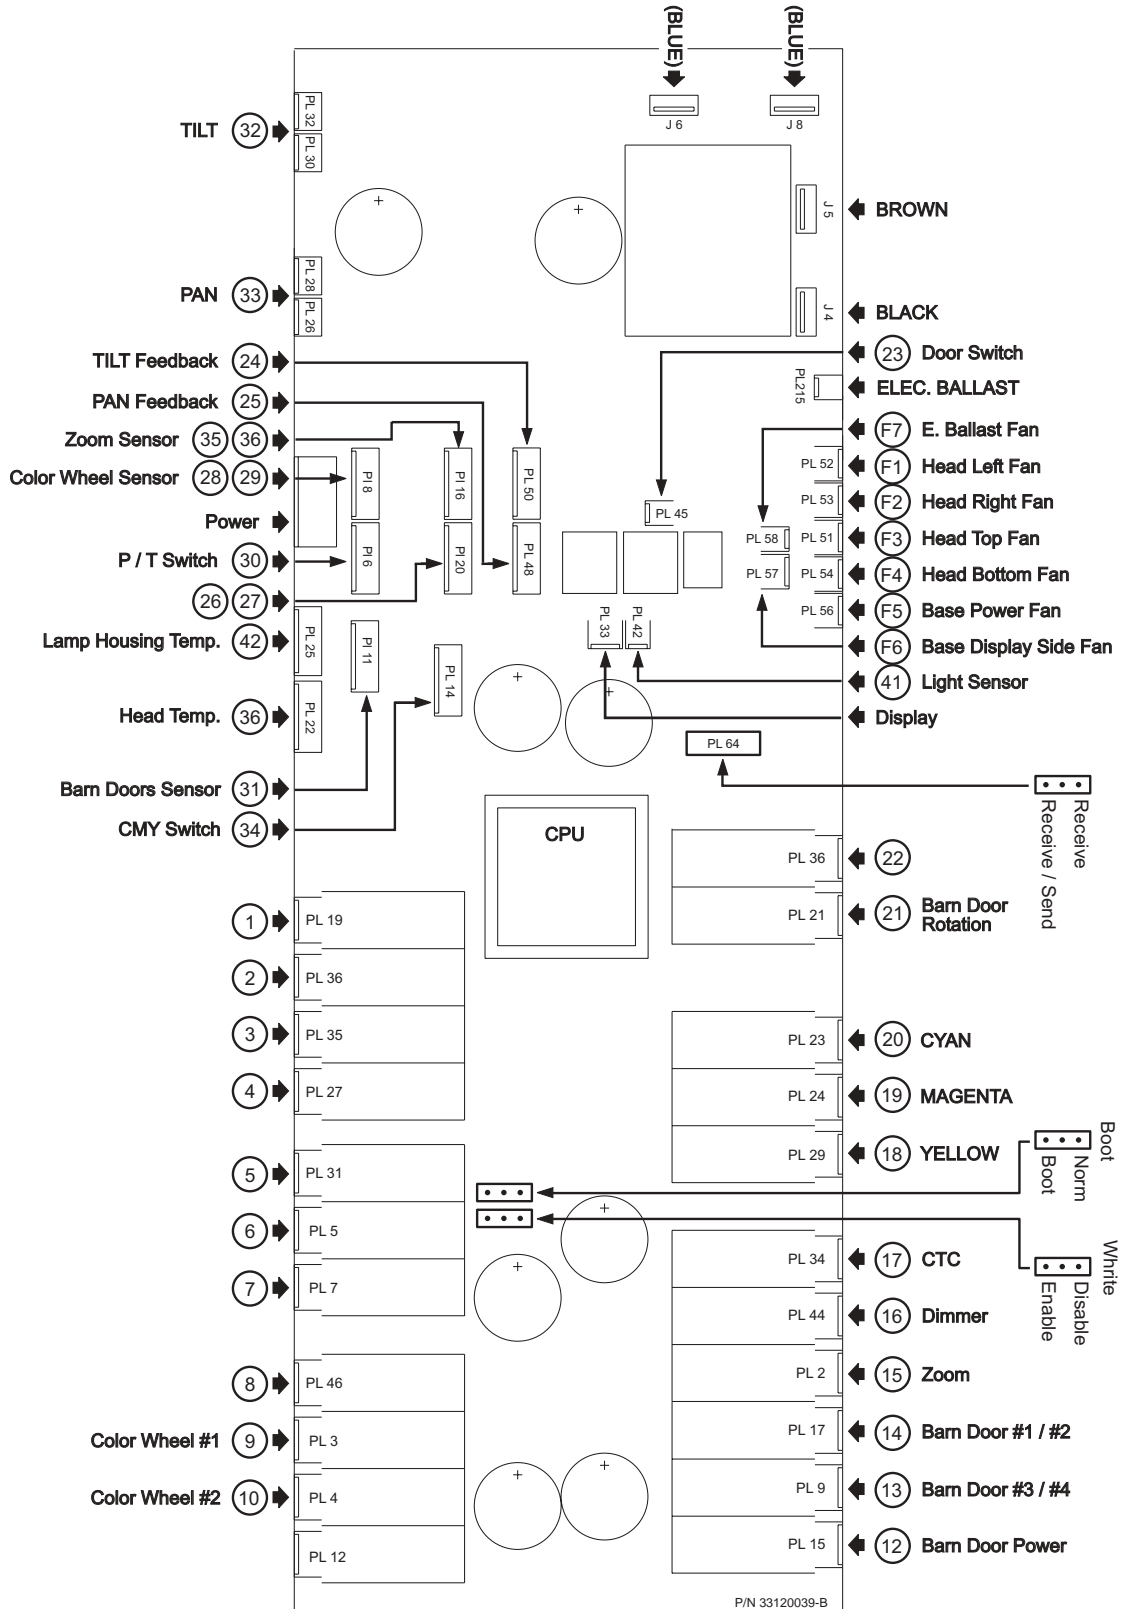 (BLUE)
(BLUE)
J 6
J 8
TILT 32
PL 32
PL 30
J 5
BROWN
PAN 33
PL 28
PL 26
J 4
BLACK
TILT Feedback 24
23 Door Switch
PL215
ELEC. BALLAST
PAN Feedback 25
Zoom Sensor 35 36
F7 E. Ballast Fan
Color Wheel Sensor 28 29
PI 8
PI 16
PL 50
PL 52
F1 Head Left Fan
PL 53
F2 Head Right Fan
Power
PL 45
PL 58
PL 51
F3 Head Top Fan
P / T Switch 30
PI 6
PI 20
PL 48
PL 57
PL 54
F4 Head Bottom Fan
26 27
PL 56
F5 Base Power Fan
PL 33
PL 42
F6 Base Display Side Fan
Lamp Housing Temp. 42
PL 25
PI 11
PL 14
41 Light Sensor
Head Temp. 36
PL 22
Display
PL 64
Barn Doors Sensor 31
CMY Switch 34
Receive
Receive / Send
CPU
PL 36
22
PL 21
21 Barn Door
Rotation
1
PL 19
2
PL 36
3
PL 35
4
PL 27
PL 23
20 CYAN
PL 24
19 MAGENTA
PL 29
18 YELLOW
Boot
Norm
Boot
5
PL 31
6
PL 5
7
PL 7
PL 34
17 CTC
Whrite
Disable
Enable
PL 44
16 Dimmer
8
PL 46
PL 2
15 Zoom
Color Wheel #1 9
PL 3
PL 17
14 Barn Door #1 / #2
Color Wheel #2 10
PL 4
PL 9
13 Barn Door #3 / #4
PL 12
PL 15
12 Barn Door Power
P/N 33120039-B